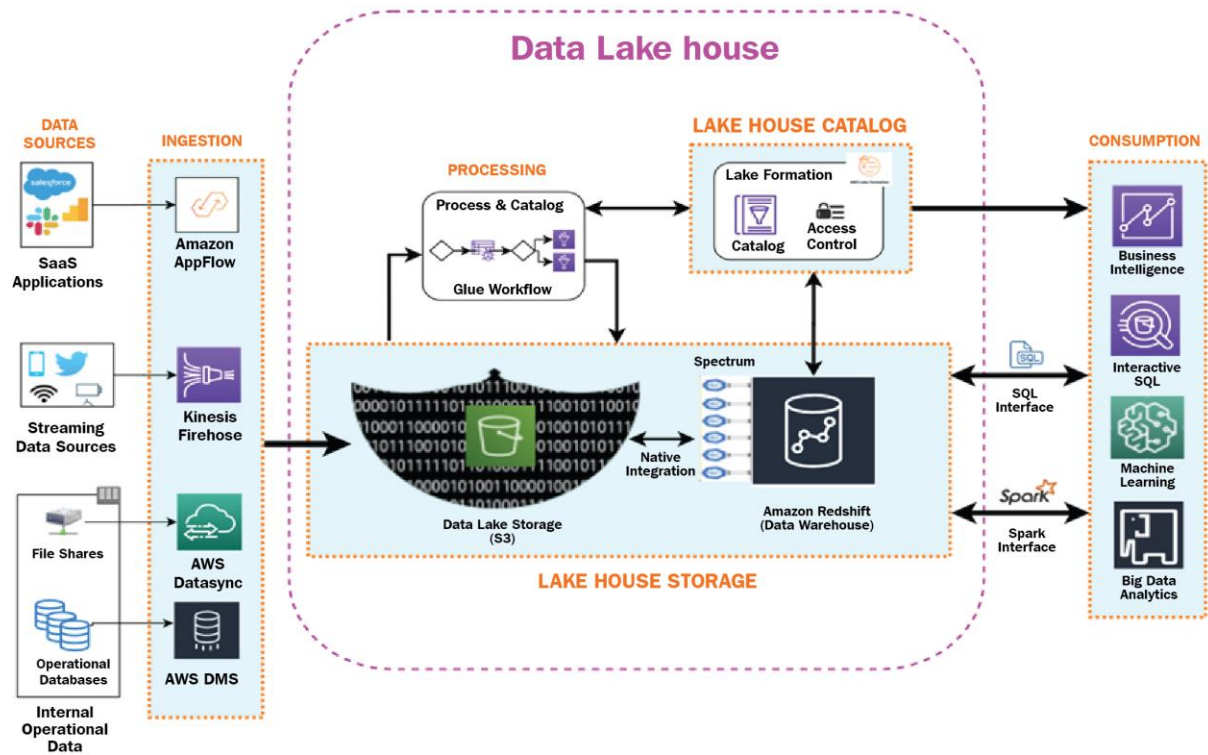 Data Lake house
DATA
SOURCES
salesforce
SaaS
Applications
Streaming
Data Sources
File Shares
Operational
Databases
Internal
Operational
Data
INGESTION
Amazon
AppFlow
Kinesis
Firehose
AWS
Datasync
AWS DMS
PROCESSING
Process & Catalog
Glue Workflow
LAKE HOUSE CATALOG
Lake Formation
AWS Lake Formation
Catalog
Access
Control
Spectrum
Native
Integration
Data Lake Storage
(S3)
Amazon Redshift
(Data Warehouse)
LAKE HOUSE STORAGE
SQL
SQL
Interface
Spark
Spark
Interface
CONSUMPTION
Business
Intelligence
Interactive
SQL
Machine
Learning
Big Data
Analytics